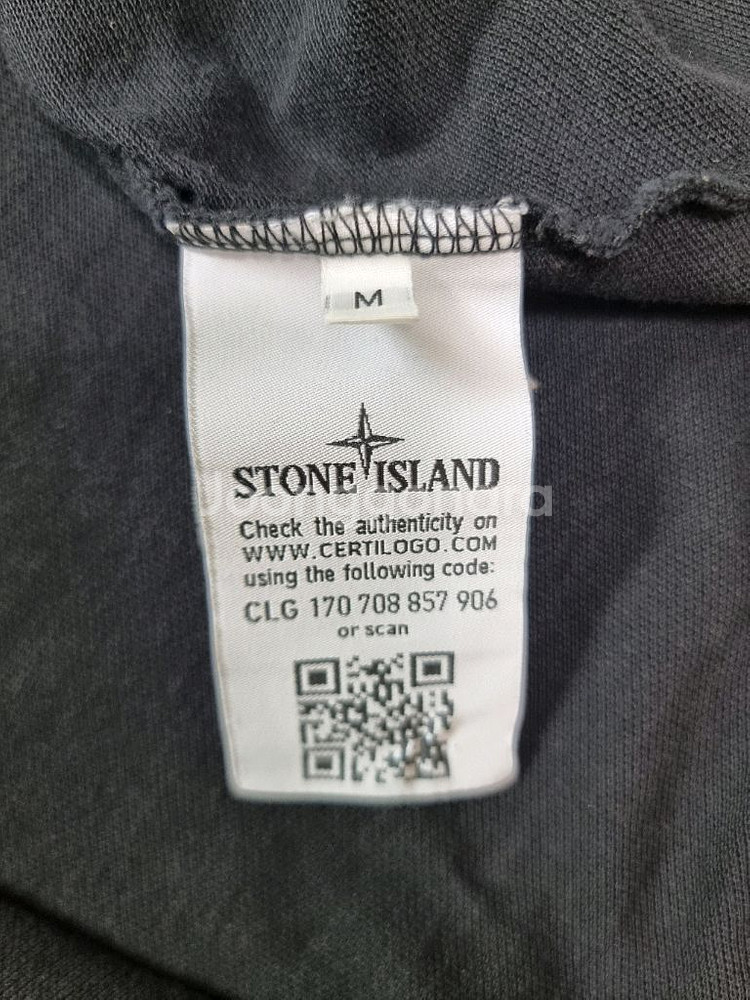 M
STONE ISLAND
Check the authenticity on
WWW.CERTILOGO.COM
using the following code:
CLG 170 708 857 906
or scan